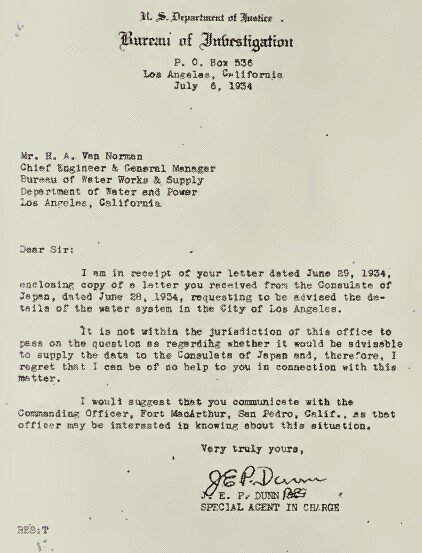 U. S. Department of Justice
Bureau of Investigation
P. O. Box 536
Los Angeles, California
July 6, 1934
Mr. H. A. Van Norman
Chief Engineer & General Manager
Bureau of Water Works & Supply
Department of Water and Power
Los Angeles, California
Dear Sir:
I am in receipt of your letter dated June 29, 1934,
enclosing copy of a letter you received from the Consulate of
Japan, dated June 28, 1934, requesting to be advised the de-
tails of the water system in the City of Los Angeles.
It is not within the jurisdiction of this office to
pass on the question as regarding whether it would be advisable
to supply the data to the Consulate of Japan and, therefore, I
regret that I can be of no help to you in connection with this
matter.
I would suggest that you communicate with the
Commanding Officer, Fort MacArthur, San Pedro, Calif., as that
officer may be interested in knowing about this situation.
Very truly yours,
J E P. Dunn
J. E. P. DUNN
SPECIAL AGENT IN CHARGE
RES:T